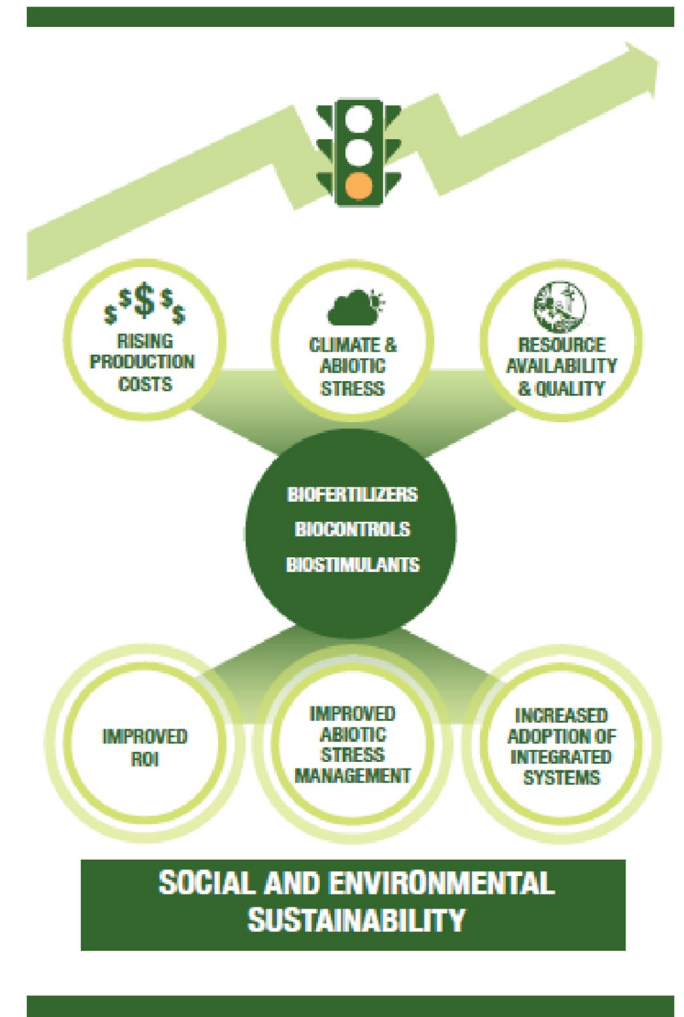 $ $ $ $ $
RISING
PRODUCTION
COSTS
CLIMATE &
ABIOTIC
STRESS
RESOURCE
AVAILABILITY
& QUALITY
BIOFERTILIZERS
BIOCONTROLS
BIOSTIMULANTS
IMPROVED
ROI
IMPROVED
ABIOTIC
STRESS
MANAGEMENT
INCREASED
ADOPTION OF
INTEGRATED
SYSTEMS
SOCIAL AND ENVIRONMENTAL
SUSTAINABILITY